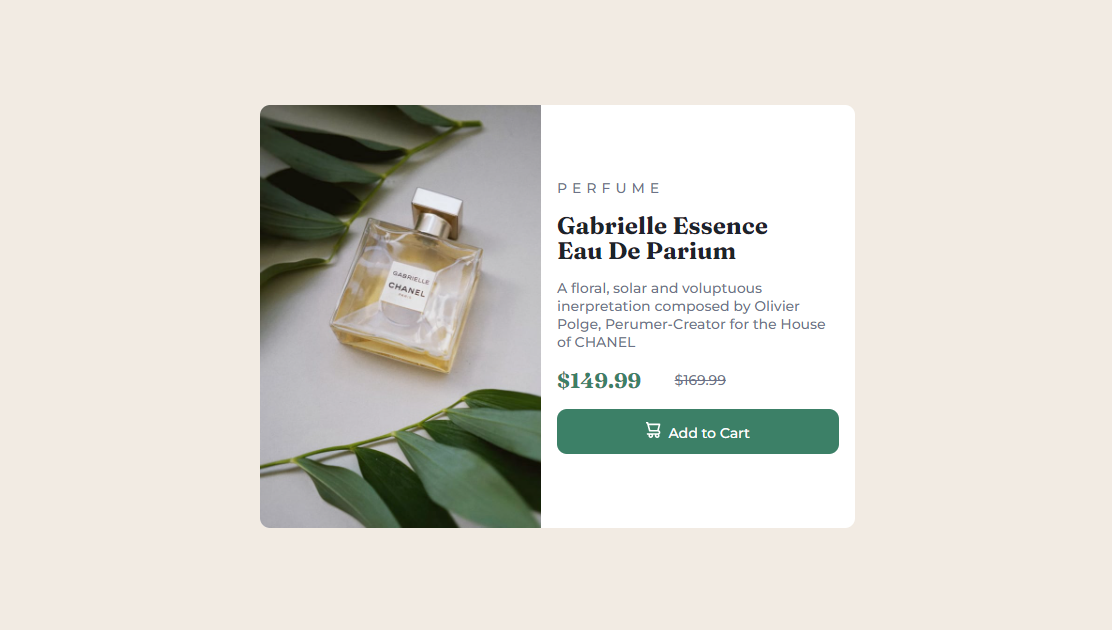 GABRIELLE
CHANEL
PARIS
PERFUME
Gabrielle Essence
Eau De Parium
A floral, solar and voluptuous
inerpretation composed by Olivier
Polge, Perumer-Creator for the House
of CHANEL
$149.99 $169.99
Add to Cart